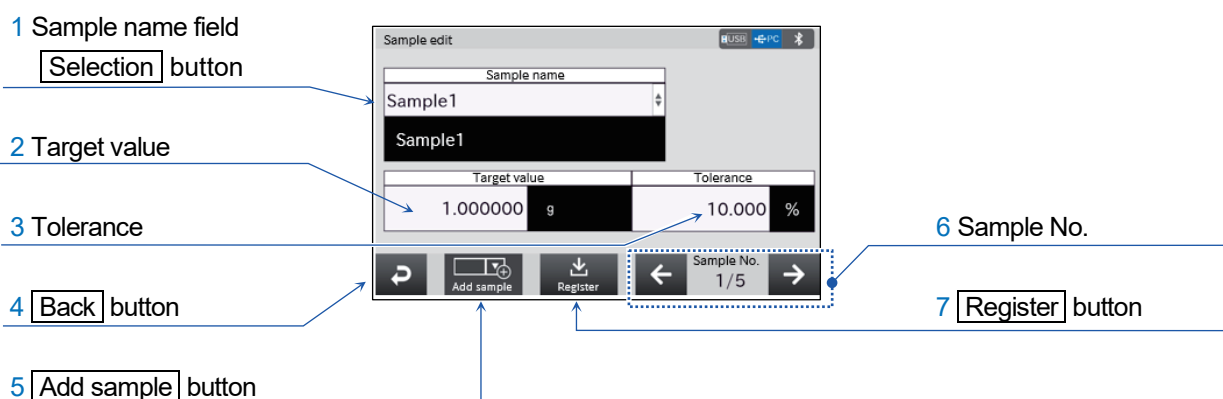 1 Sample name field
Selection button
2 Target value
3 Tolerance
4 Back button
5 Add sample button
Sample edit
USB PC
Sample name
Sample1
Sample1
Target value Tolerance
1.000000 g 10.000 %
Add sample
Register
Sample No.
1/5
6 Sample No.
7 Register button